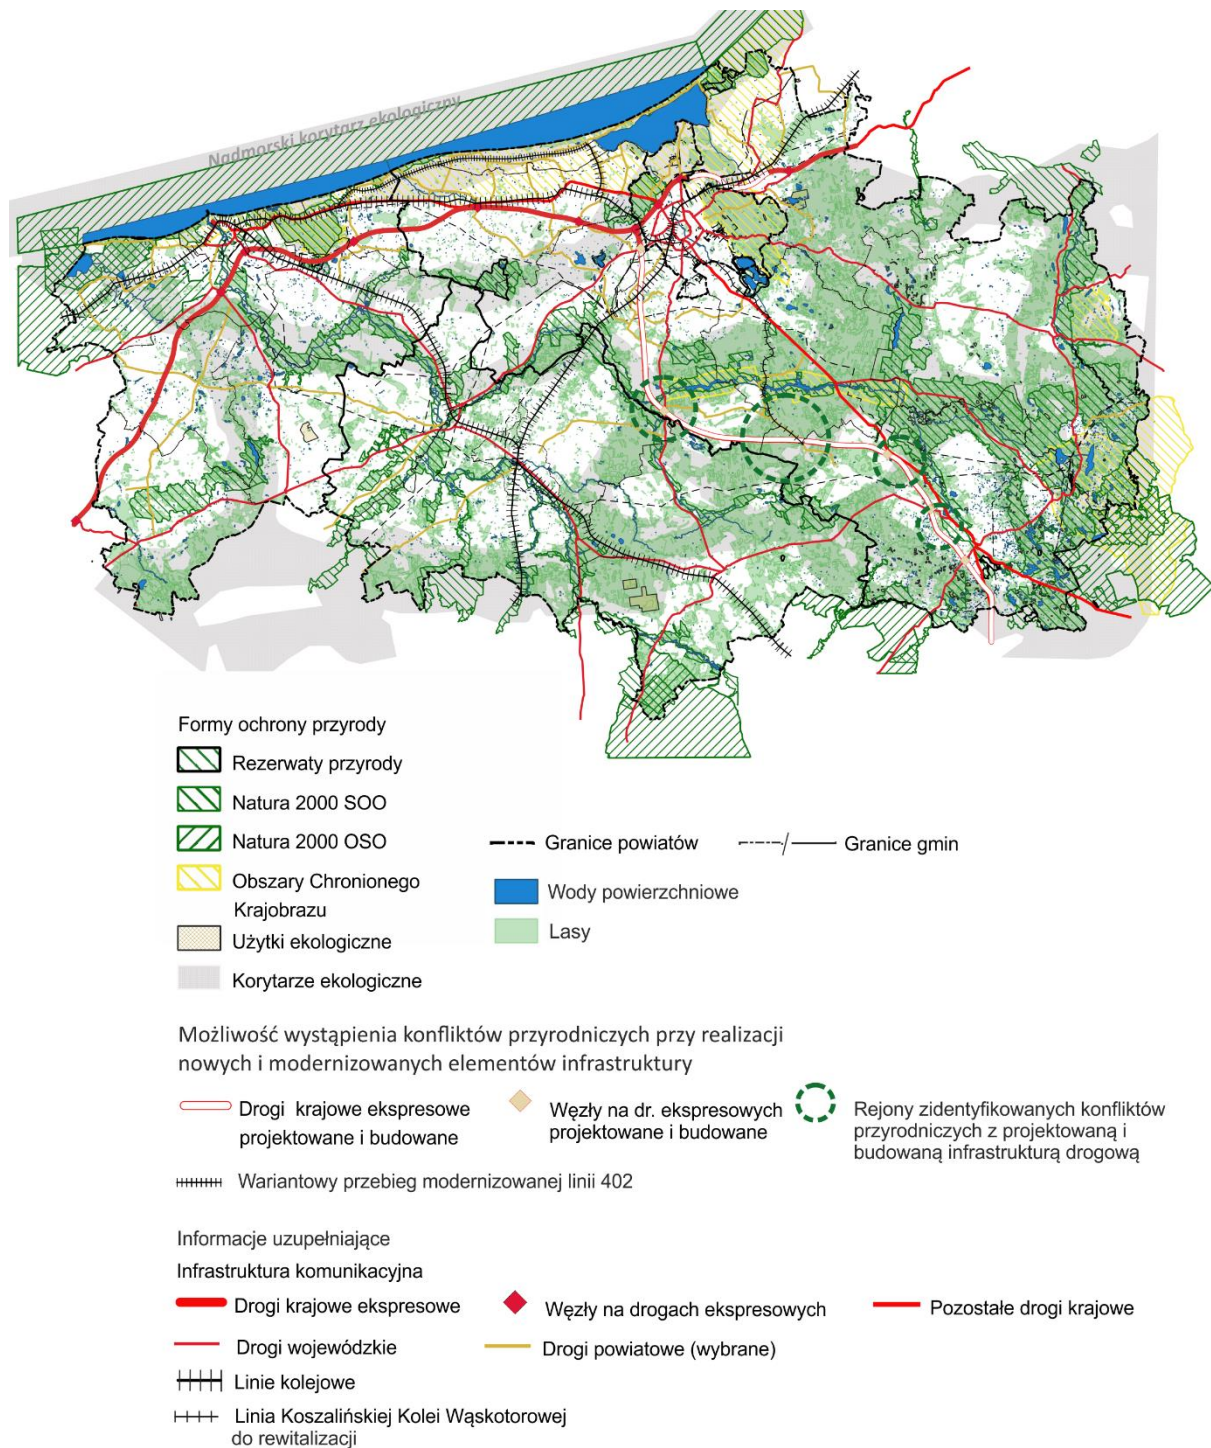 Nadmorski korytarz ekologiczny
Formy ochrony przyrody
Rezerwaty przyrody
Natura 2000 SOO
Natura 2000 OSO
Obszary Chronionego
Krajobrazu
Użytki ekologiczne
Korytarze ekologiczne
Granice powiatów
Granice gmin
Wody powierzchniowe
Lasy
Możliwość wystąpienia konfliktów przyrodniczych przy realizacji
nowych i modernizowanych elementów infrastruktury
Drogi krajowe ekspresowe
projektowane i budowane
Węzły na dr. ekspresowych
projektowane i budowane
Rejony zidentyfikowanych konfliktów
przyrodniczych z projektowaną i
budowaną infrastrukturą drogową
Wariantowy przebieg modernizowanej linii 402
Informacje uzupełniające
Infrastruktura komunikacyjna
Drogi krajowe ekspresowe
Węzły na drogach ekspresowych
Pozostałe drogi krajowe
Drogi wojewódzkie
Drogi powiatowe (wybrane)
Linie kolejowe
Linia Koszalińskiej Kolei Wąskotorowej
do rewitalizacji